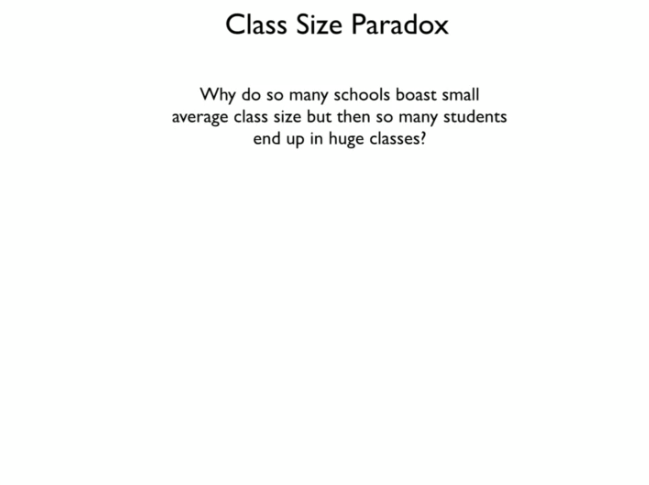 Class Size Paradox
Why do so many schools boast small
average class size but then so many students
end up in huge classes?